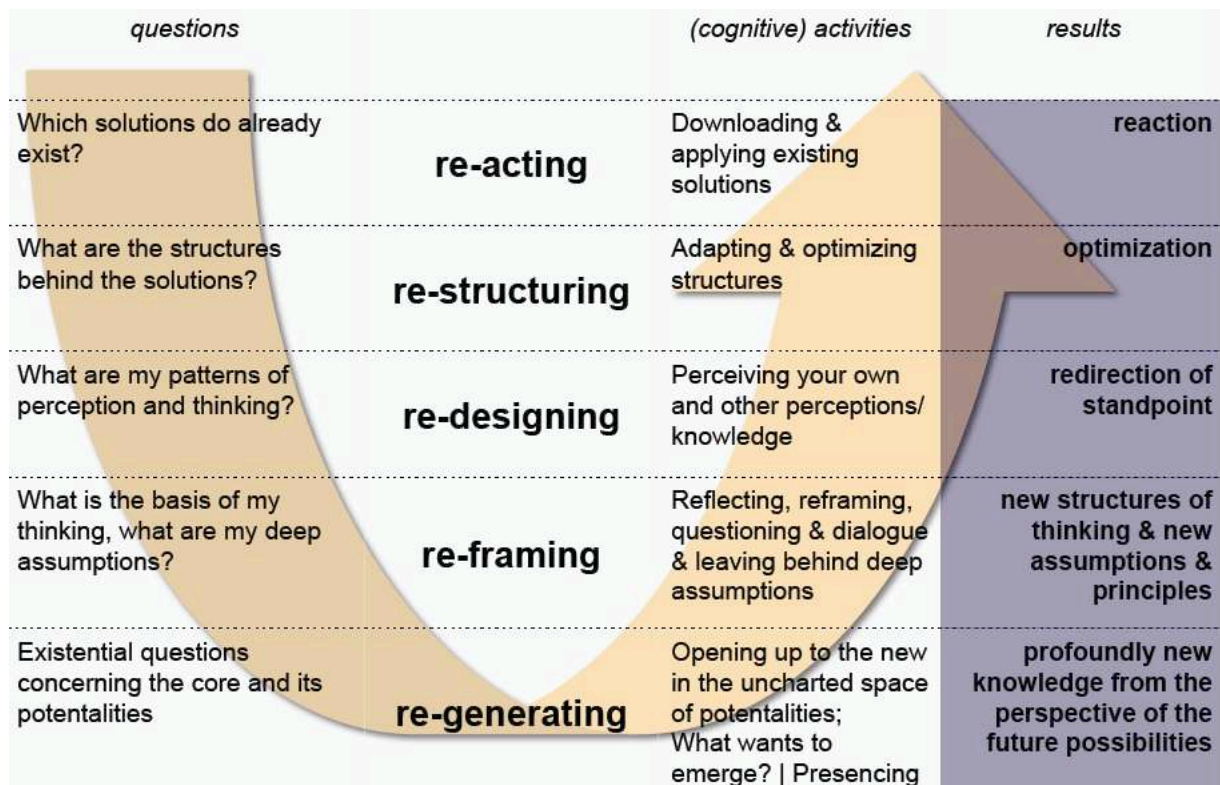 questions
(cognitive) activities
results
Which solutions do already
exist?
re-acting
Downloading &
applying existing
solutions
reaction
What are the structures
behind the solutions?
re-structuring
Adapting & optimizing
structures
optimization
What are my patterns of
perception and thinking?
re-designing
Perceiving your own
and other perceptions/
knowledge
redirection of
standpoint
What is the basis of my
thinking, what are my deep
assumptions?
re-framing
Reflecting, reframing,
questioning & dialogue
& leaving behind deep
assumptions
new structures of
thinking & new
assumptions &
principles
Existential questions
concerning the core and its
potentalities
re-generating
Opening up to the new
in the uncharted space
of potentalities;
What wants to
emerge? | Presencing
profoundly new
knowledge from the
perspective of the
future possibilities